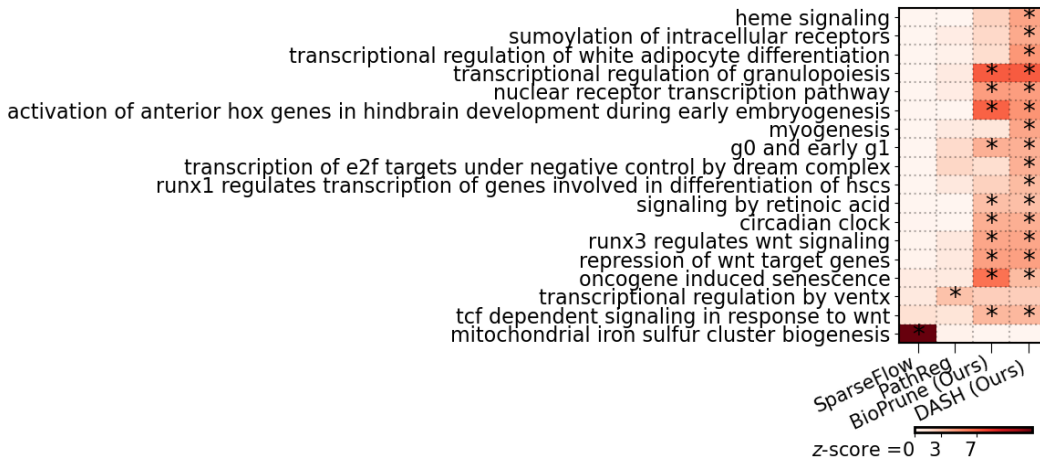 heme signaling *
sumoylation of intracellular receptors *
transcriptional regulation of white adipocyte differentiation *
transcriptional regulation of granulopoiesis * *
nuclear receptor transcription pathway * *
activation of anterior hox genes in hindbrain development during early embryogenesis * *
myogenesis *
g0 and early g1 * *
transcription of e2f targets under negative control by dream complex *
runx1 regulates transcription of genes involved in differentiation of hscs *
signaling by retinoic acid * *
circadian clock * *
runx3 regulates wnt signaling * *
repression of wnt target genes * *
oncogene induced senescence * *
transcriptional regulation by ventx *
tcf dependent signaling in response to wnt * *
mitochondrial iron sulfur cluster biogenesis *
SparseFlow
PathReg
BioPrune (Ours)
DASH (Ours)
z-score =0 3 7